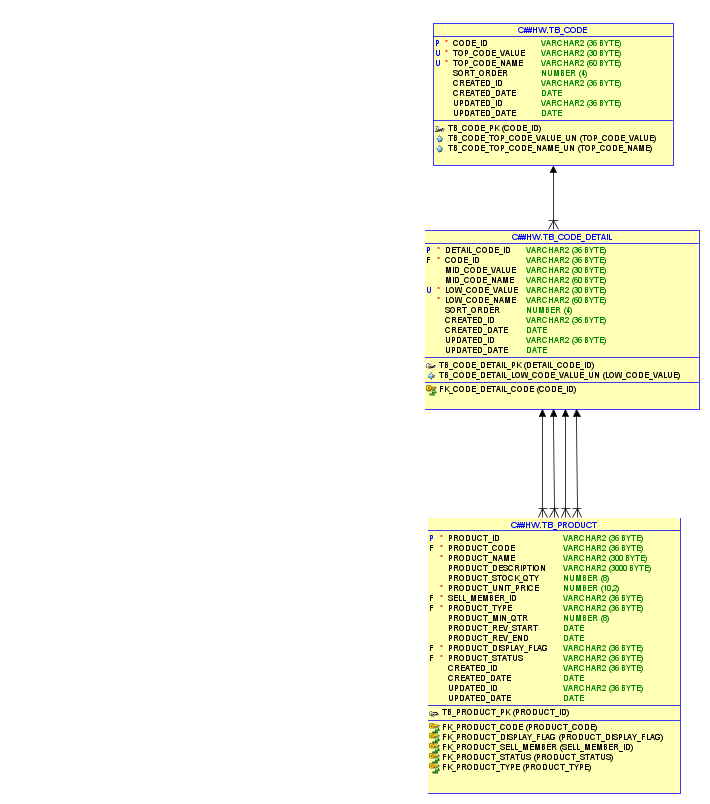 C##HW.TB_CODE
P * CODE_ID VARCHAR2 (36 BYTE)
U * TOP_CODE_VALUE VARCHAR2 (30 BYTE)
U * TOP_CODE_NAME VARCHAR2 (60 BYTE)
SORT_ORDER NUMBER (4)
CREATED_ID VARCHAR2 (36 BYTE)
CREATED_DATE DATE
UPDATED_ID VARCHAR2 (36 BYTE)
UPDATED_DATE DATE
TB_CODE_PK (CODE_ID)
TB_CODE_TOP_CODE_VALUE_UN (TOP_CODE_VALUE)
TB_CODE_TOP_CODE_NAME_UN (TOP_CODE_NAME)
C##HW.TB_CODE_DETAIL
P * DETAIL_CODE_ID VARCHAR2 (36 BYTE)
F * CODE_ID VARCHAR2 (36 BYTE)
MID_CODE_VALUE VARCHAR2 (30 BYTE)
MID_CODE_NAME VARCHAR2 (60 BYTE)
U * LOW_CODE_VALUE VARCHAR2 (30 BYTE)
* LOW_CODE_NAME VARCHAR2 (60 BYTE)
SORT_ORDER NUMBER (4)
CREATED_ID VARCHAR2 (36 BYTE)
CREATED_DATE DATE
UPDATED_ID VARCHAR2 (36 BYTE)
UPDATED_DATE DATE
TB_CODE_DETAIL_PK (DETAIL_CODE_ID)
TB_CODE_DETAIL_LOW_CODE_VALUE_UN (LOW_CODE_VALUE)
FK_CODE_DETAIL_CODE (CODE_ID)
C##HW.TB_PRODUCT
P * PRODUCT_ID VARCHAR2 (36 BYTE)
F * PRODUCT_CODE VARCHAR2 (36 BYTE)
* PRODUCT_NAME VARCHAR2 (300 BYTE)
PRODUCT_DESCRIPTION VARCHAR2 (3000 BYTE)
PRODUCT_STOCK_QTY NUMBER (8)
* PRODUCT_UNIT_PRICE NUMBER (10,2)
F * SELL_MEMBER_ID VARCHAR2 (36 BYTE)
F * PRODUCT_TYPE VARCHAR2 (36 BYTE)
PRODUCT_MIN_QTR NUMBER (8)
PRODUCT_REV_START DATE
PRODUCT_REV_END DATE
F * PRODUCT_DISPLAY_FLAG VARCHAR2 (36 BYTE)
F * PRODUCT_STATUS VARCHAR2 (36 BYTE)
CREATED_ID VARCHAR2 (36 BYTE)
CREATED_DATE DATE
UPDATED_ID VARCHAR2 (36 BYTE)
UPDATED_DATE DATE
TB_PRODUCT_PK (PRODUCT_ID)
FK_PRODUCT_CODE (PRODUCT_CODE)
FK_PRODUCT_DISPLAY_FLAG (PRODUCT_DISPLAY_FLAG)
FK_PRODUCT_SELL_MEMBER (SELL_MEMBER_ID)
FK_PRODUCT_STATUS (PRODUCT_STATUS)
FK_PRODUCT_TYPE (PRODUCT_TYPE)